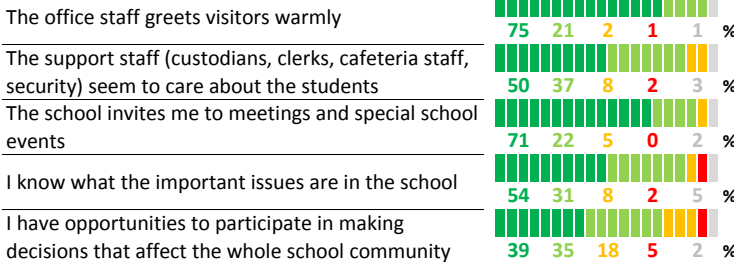 The office staff greets visitors warmly
75 21 2 1 1 %
The support staff (custodians, clerks, cafeteria staff,
security) seem to care about the students
50 37 8 2 3 %
The school invites me to meetings and special school
events
71 22 5 0 2 %
I know what the important issues are in the school
54 31 8 2 5 %
I have opportunities to participate in making
decisions that affect the whole school community
39 35 18 5 2 %